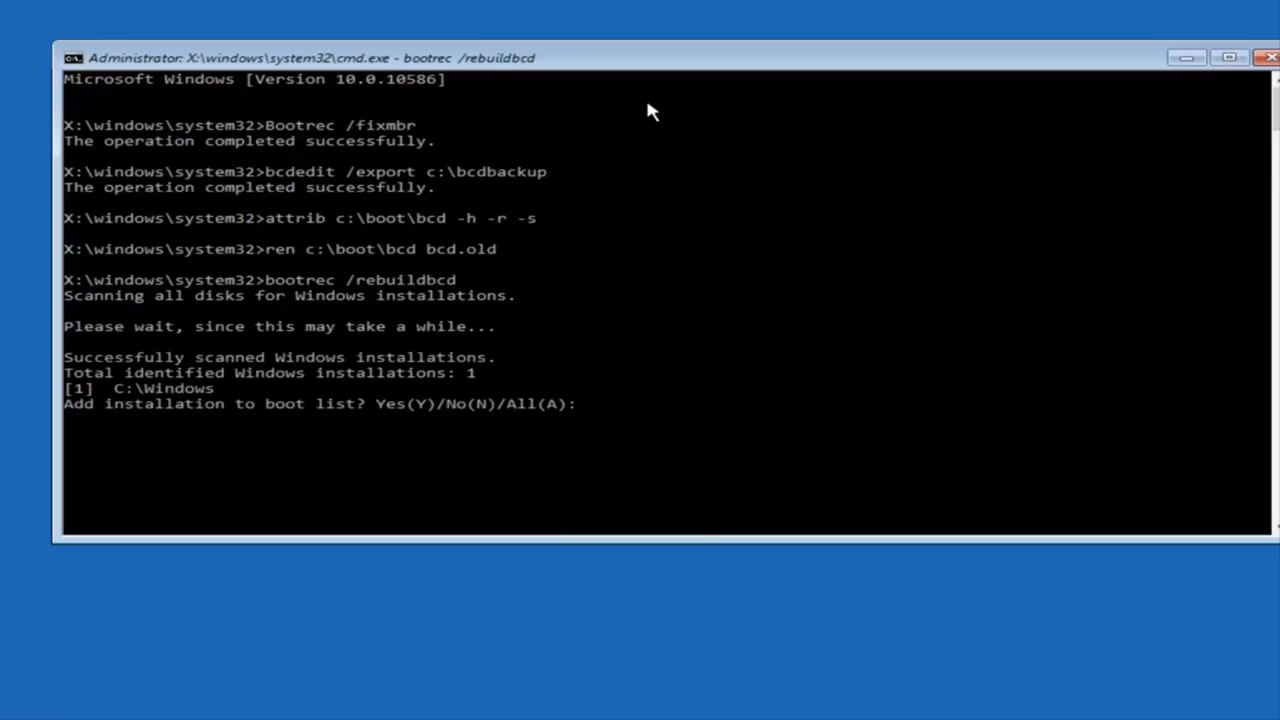 Administrator: X:\windows\system32\cmd.exe - bootrec /rebuildbcd
Microsoft Windows [Version 10.0.10586]
X:\windows\system32>Bootrec /fixmbr
The operation completed successfully.
X:\windows\system32>bcdedit /export c:\bcdbackup
The operation completed successfully.
X:\windows\system32>attrib c:\boot\bcd -h -r -s
X:\windows\system32>ren c:\boot\bcd bcd.old
X:\windows\system32>bootrec /rebuildbcd
Scanning all disks for Windows installations.
Please wait, since this may take a while...
Successfully scanned Windows installations.
Total identified Windows installations: 1
[1]  C:\Windows
Add installation to boot list? Yes(Y)/No(N)/All(A):